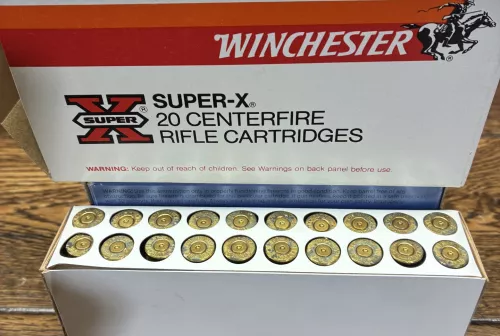 WINCHESTER
X®
SUPER
SUPER-X®
20 CENTERFIRE
RIFLE CARTRIDGES
WARNING: Keep out of reach of children. See Warnings on back panel before use.
WINCHESTER